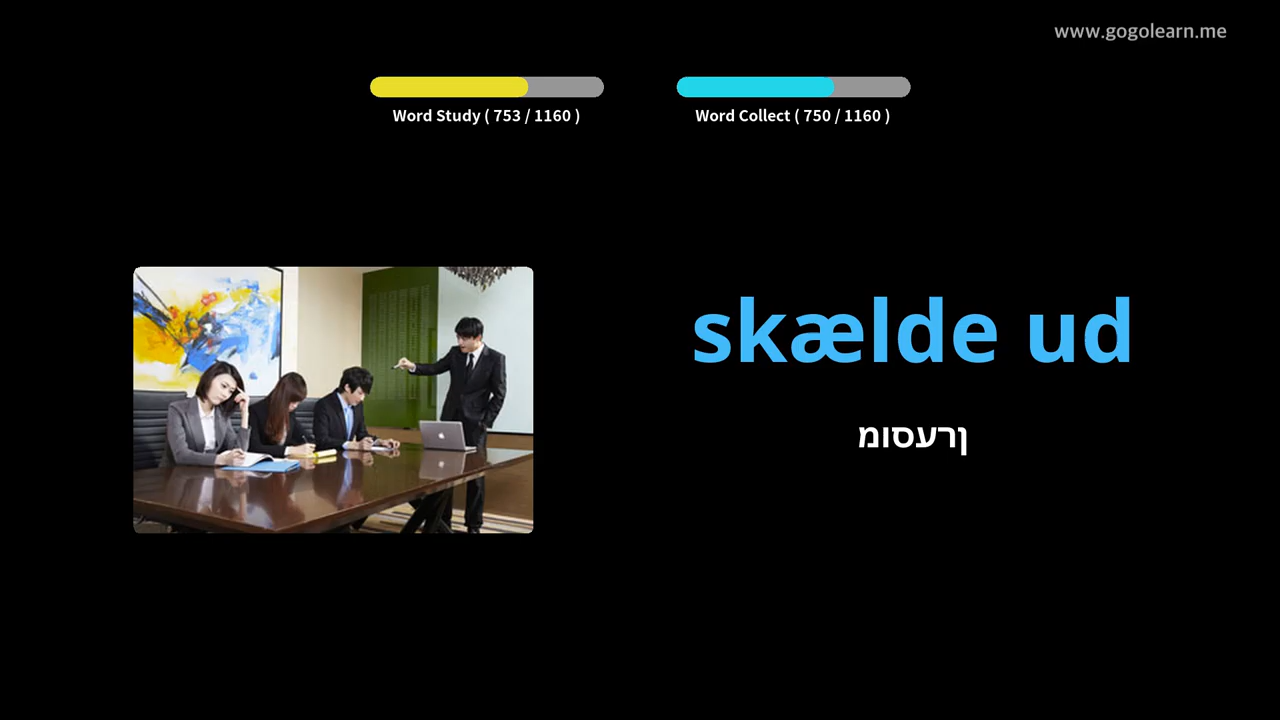 www.gogolearn.me
Word Study ( 753 / 1160 )
Word Collect ( 750 / 1160 )
skælde ud
מוסערן